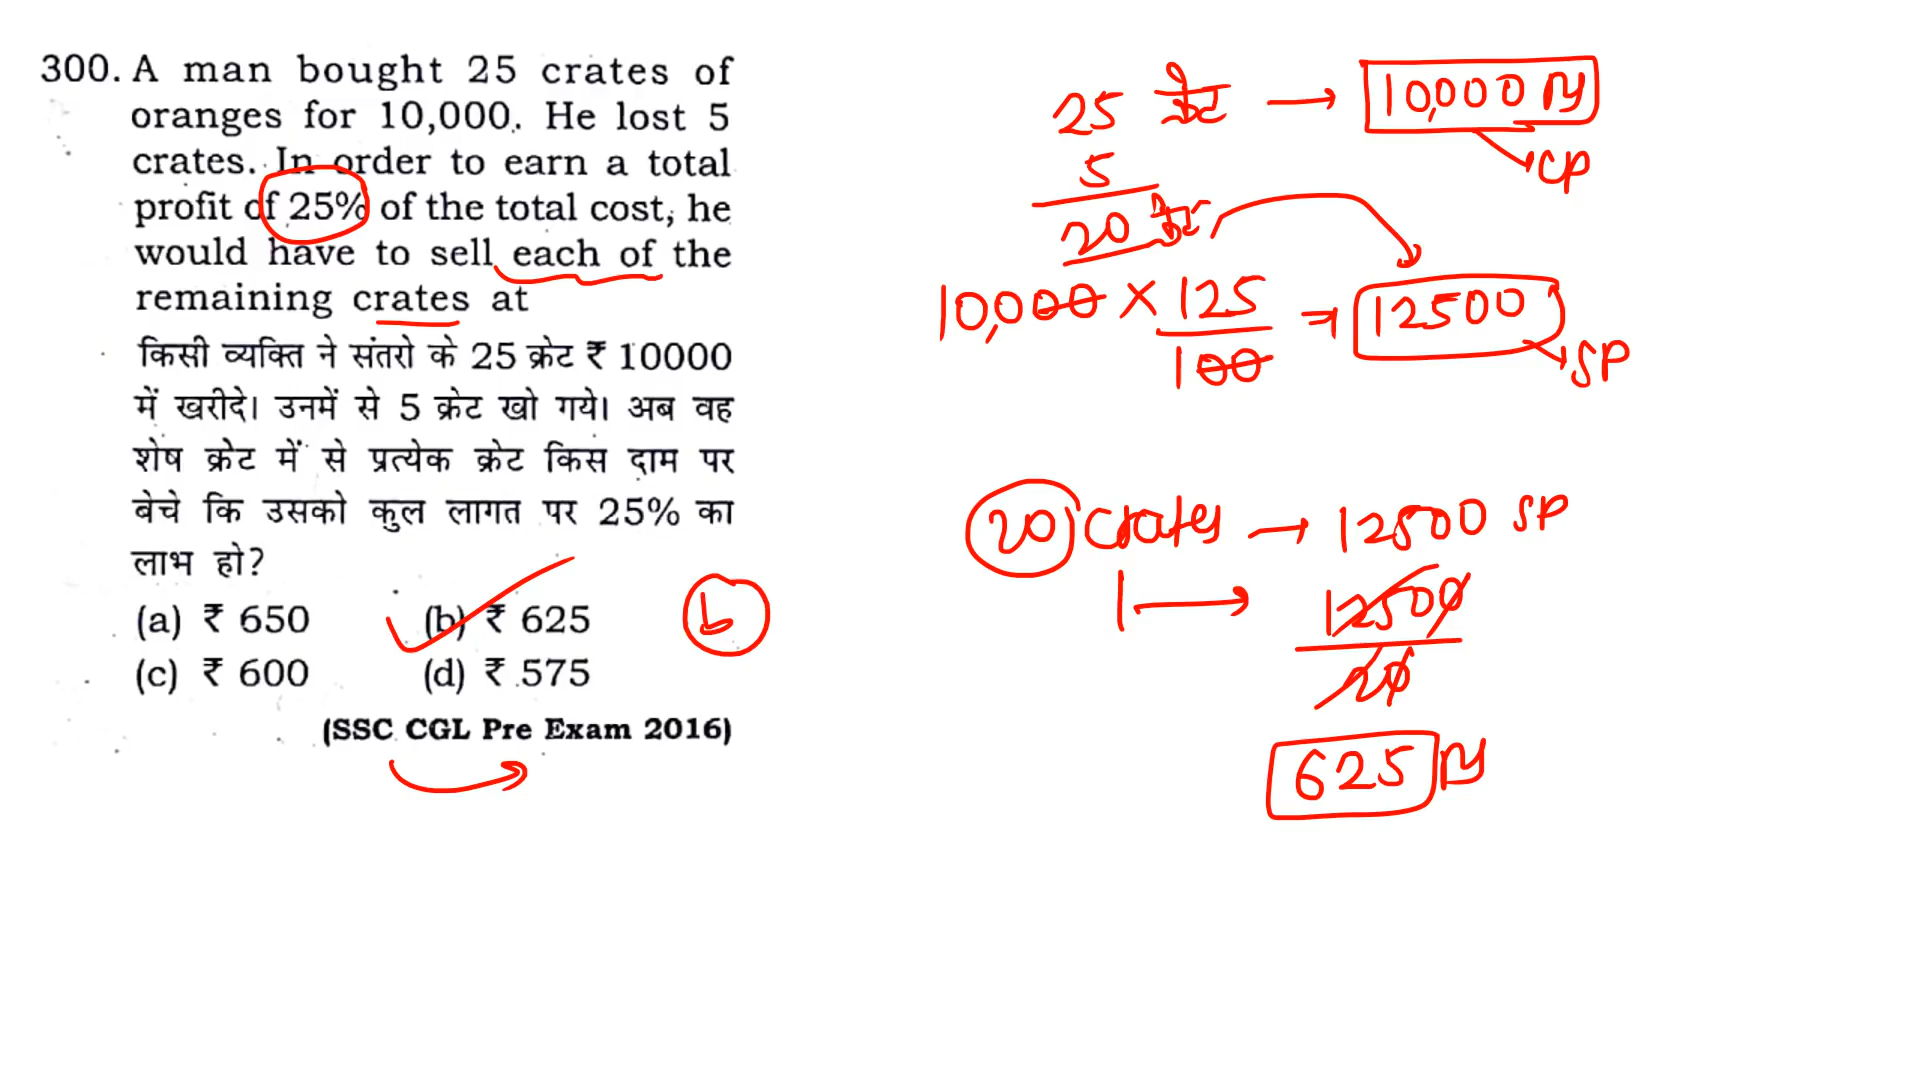 300. A man bought 25 crates of
oranges for 10,000. He lost 5
crates. In order to earn a total
profit of 25% of the total cost, he
would have to sell each of the
remaining crates at
किसी व्यक्ति ने संतरो के 25 क्रेट ₹ 10000
में खरीदे। उनमें से 5 क्रेट खो गये। अब वह
शेष क्रेट में से प्रत्येक क्रेट किस दाम पर
बेचे कि उसको कुल लागत पर 25% का
लाभ हो?
(a) ₹ 650 (b) ₹ 625
(c) ₹ 600 (d) ₹ 575
(SSC CGL Pre Exam 2016)
b
25 क्रेट → 10,000 रु
CP
5
20 क्रेट
10,000 × 125
100
→ 12500
SP
20 Crates → 12500 SP
1 → 12500
20
625 रु